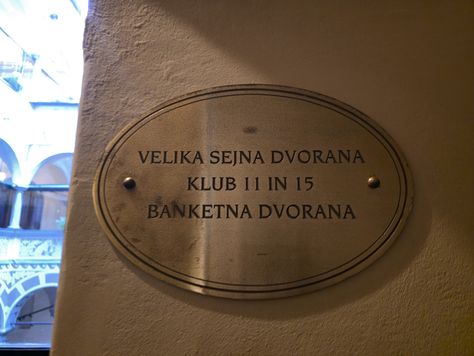 VELIKA SEJNA DVORANA
KLUB 11 IN 15
BANKETNA DVORANA